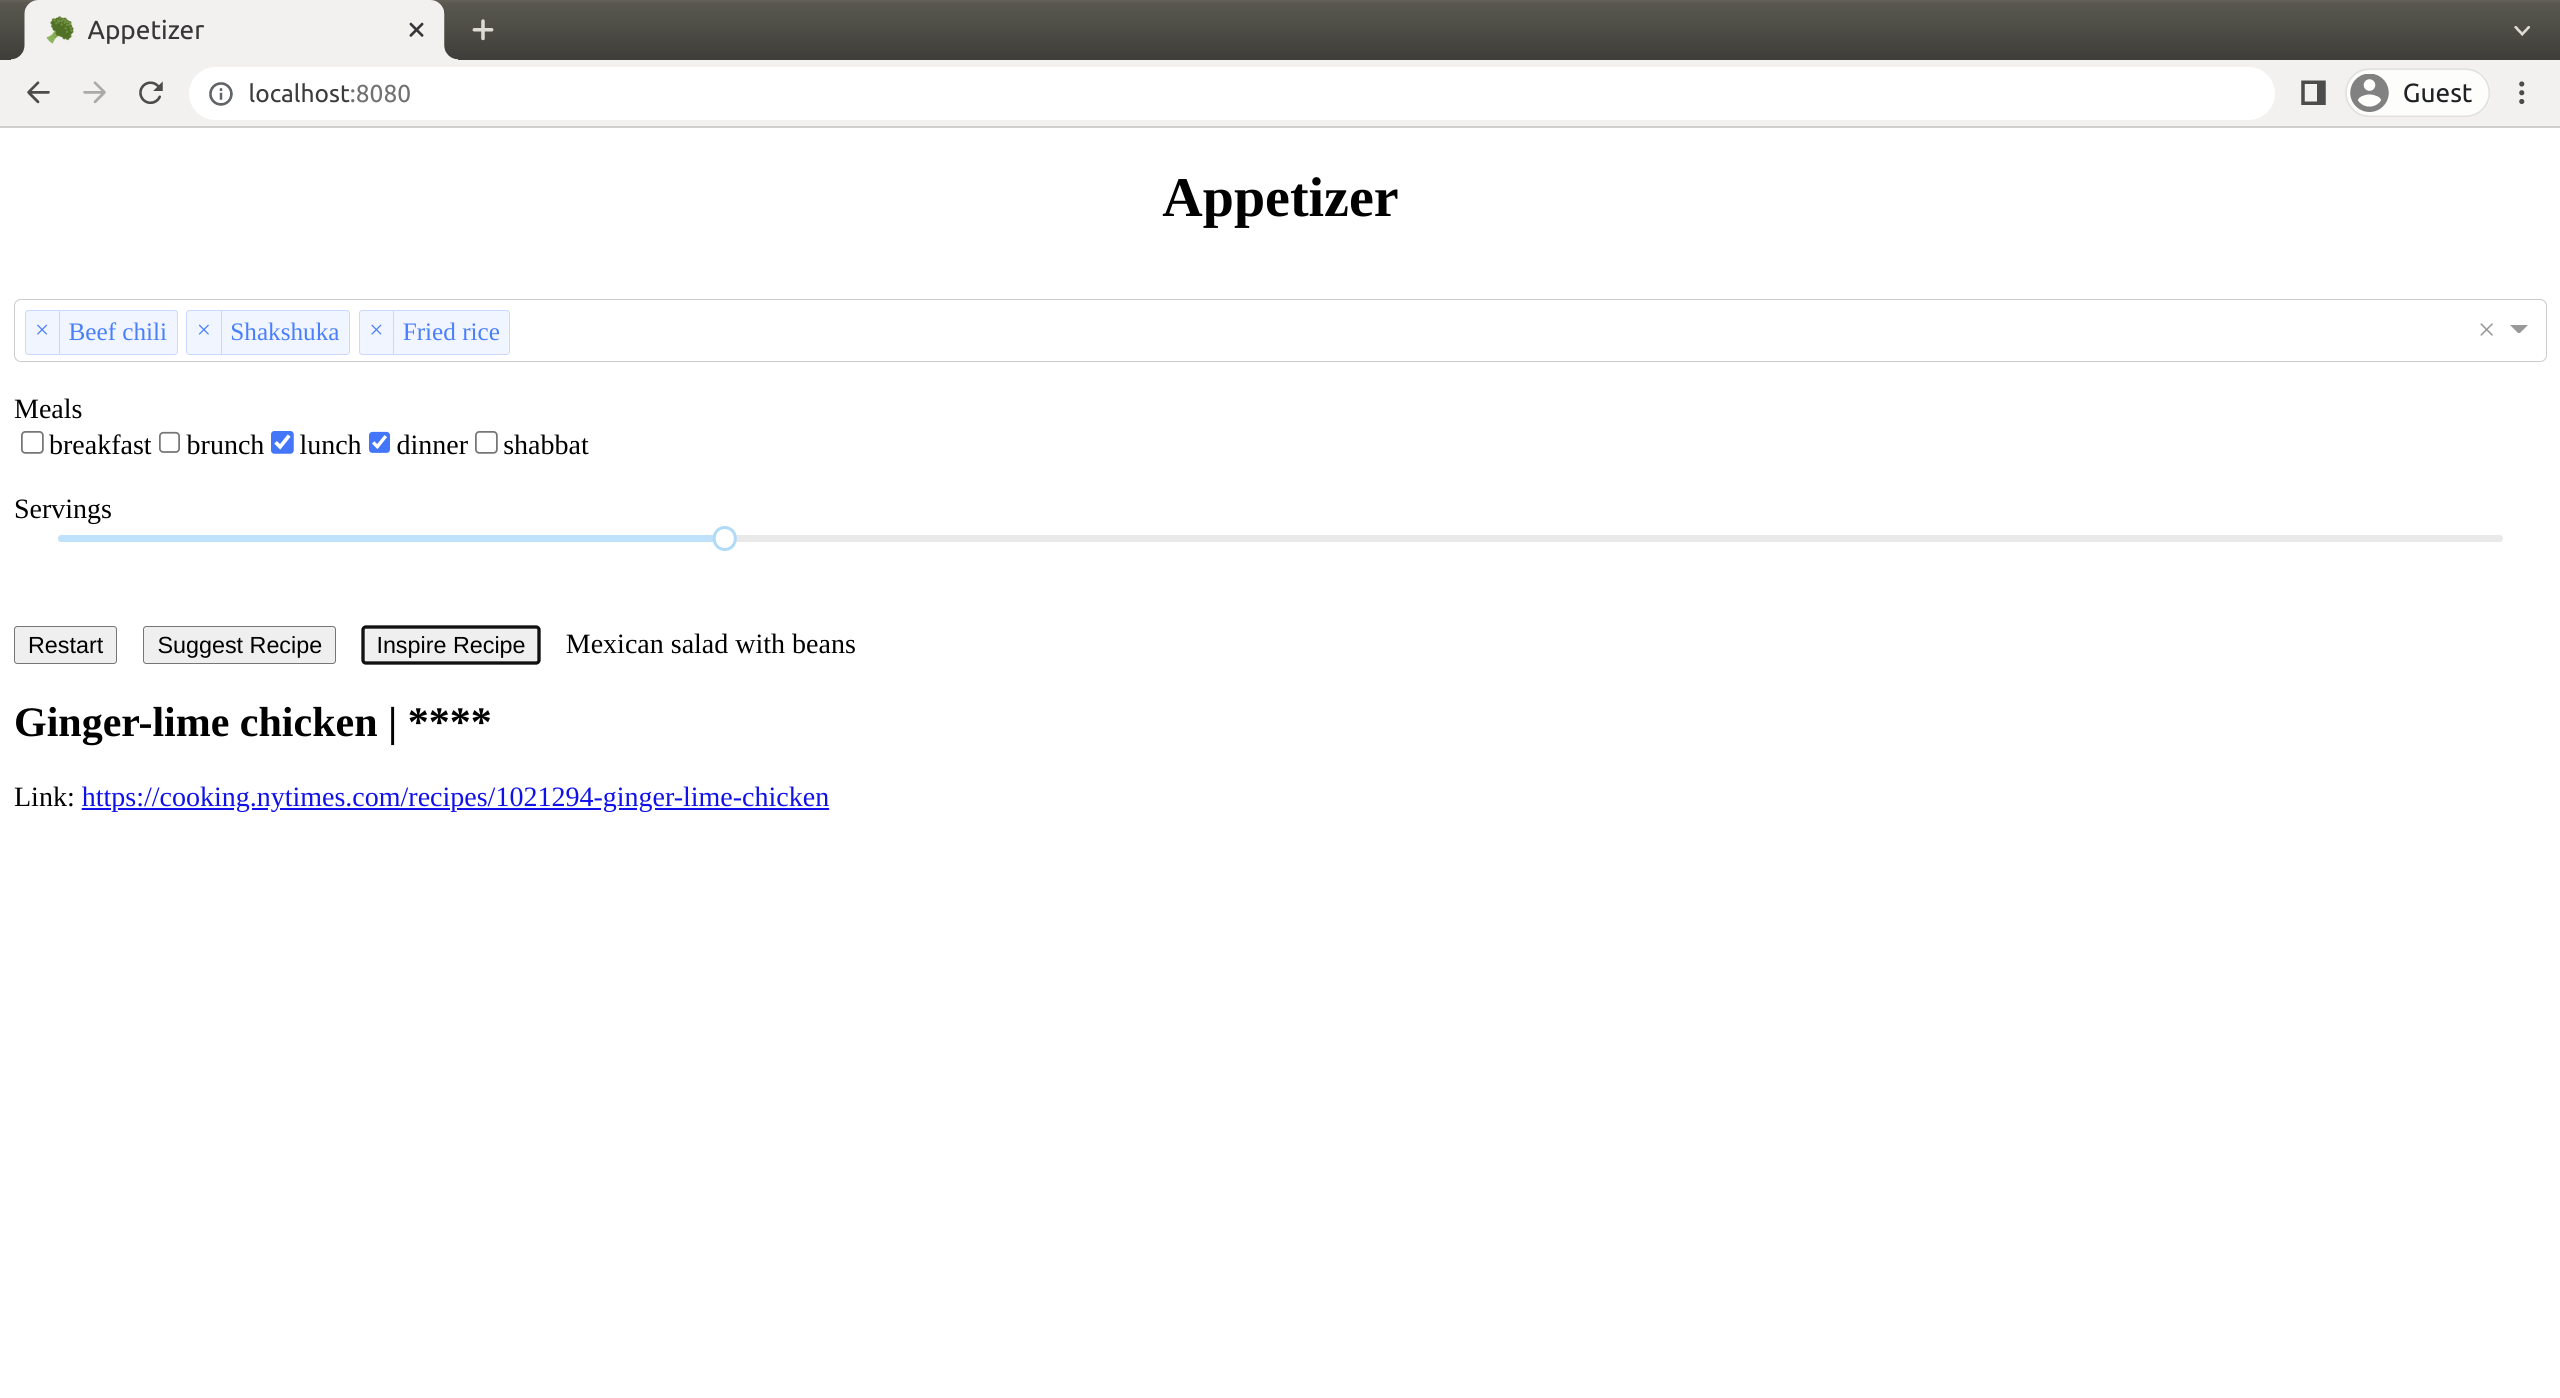 Appetizer
localhost:8080
Guest
Appetizer
× Beef chili × Shakshuka × Fried rice
Meals
breakfast brunch lunch dinner shabbat
Servings
Restart Suggest Recipe Inspire Recipe Mexican salad with beans
Ginger-lime chicken | ****
Link: https://cooking.nytimes.com/recipes/1021294-ginger-lime-chicken